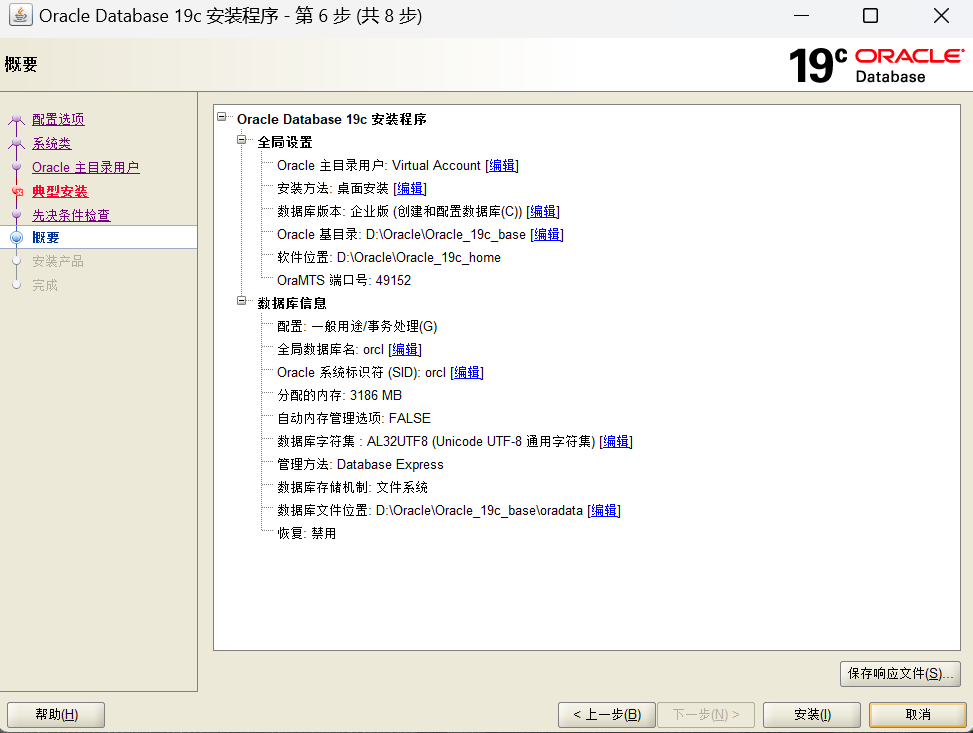 Oracle Database 19c 安装程序 - 第 6 步 (共 8 步)
概要
19c ORACLE Database
配置选项
系统类
Oracle 主目录用户
典型安装
先决条件检查
概要
安装产品
完成
Oracle Database 19c 安装程序
全局设置
Oracle 主目录用户: Virtual Account [编辑]
安装方法: 桌面安装 [编辑]
数据库版本: 企业版 (创建和配置数据库(C)) [编辑]
Oracle 基目录: D:\Oracle\Oracle_19c_base [编辑]
软件位置: D:\Oracle\Oracle_19c_home
OraMTS 端口号: 49152
数据库信息
配置: 一般用途/事务处理(G)
全局数据库名: orcl [编辑]
Oracle 系统标识符 (SID): orcl [编辑]
分配的内存: 3186 MB
自动内存管理选项: FALSE
数据库字符集 : AL32UTF8 (Unicode UTF-8 通用字符集) [编辑]
管理方法: Database Express
数据库存储机制: 文件系统
数据库文件位置: D:\Oracle\Oracle_19c_base\oradata [编辑]
恢复: 禁用
保存响应文件(S)...
帮助(H)
< 上一步(B)
下一步(N) >
安装(I)
取消